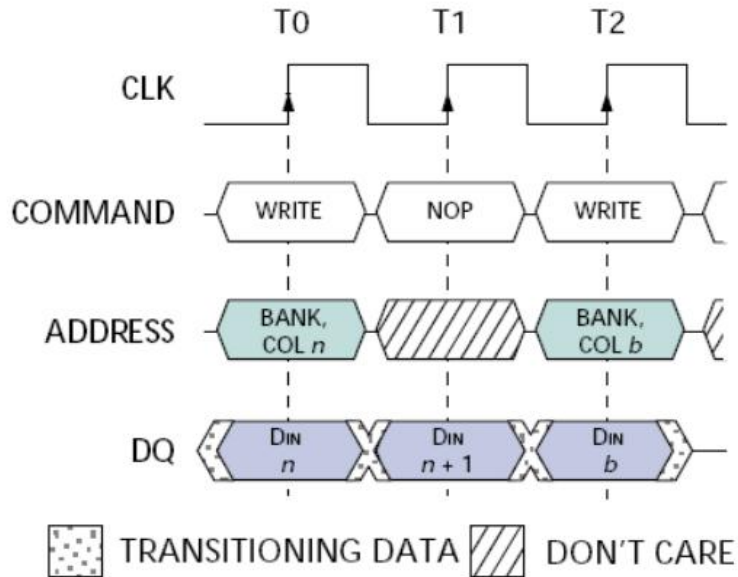 T0 T1 T2
CLK
COMMAND WRITE NOP WRITE
ADDRESS BANK, COL n BANK, COL b
DQ DIN n DIN n + 1 DIN b
TRANSITIONING DATA DON'T CARE